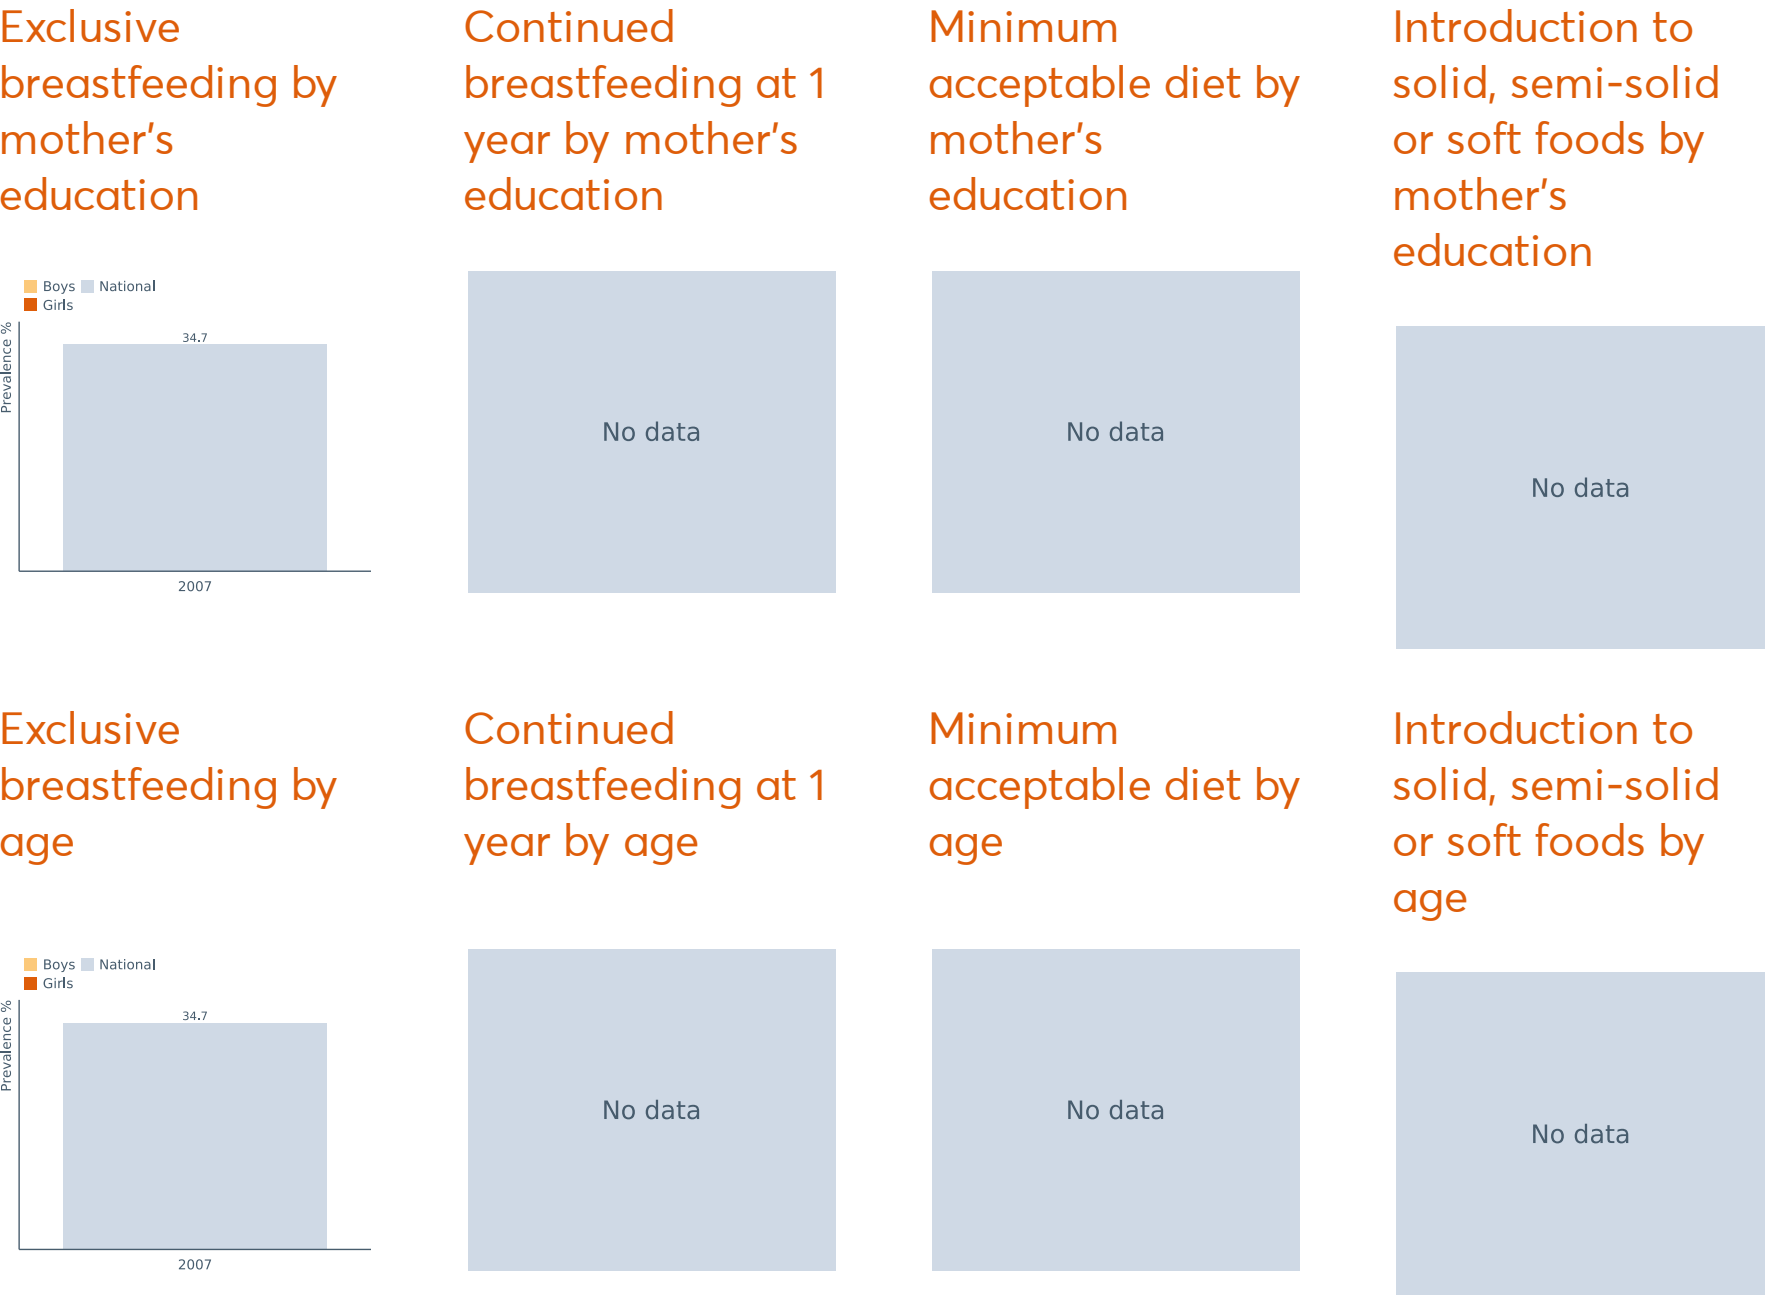 Exclusive
breastfeeding by
mother's
education
Boys National
Girls
Prevalence %
34.7
2007
Continued
breastfeeding at 1
year by mother's
education
No data
Minimum
acceptable diet by
mother's
education
No data
Introduction to
solid, semi-solid
or soft foods by
mother's
education
No data
Exclusive
breastfeeding by
age
Boys National
Girls
Prevalence %
34.7
2007
Continued
breastfeeding at 1
year by age
No data
Minimum
acceptable diet by
age
No data
Introduction to
solid, semi-solid
or soft foods by
age
No data